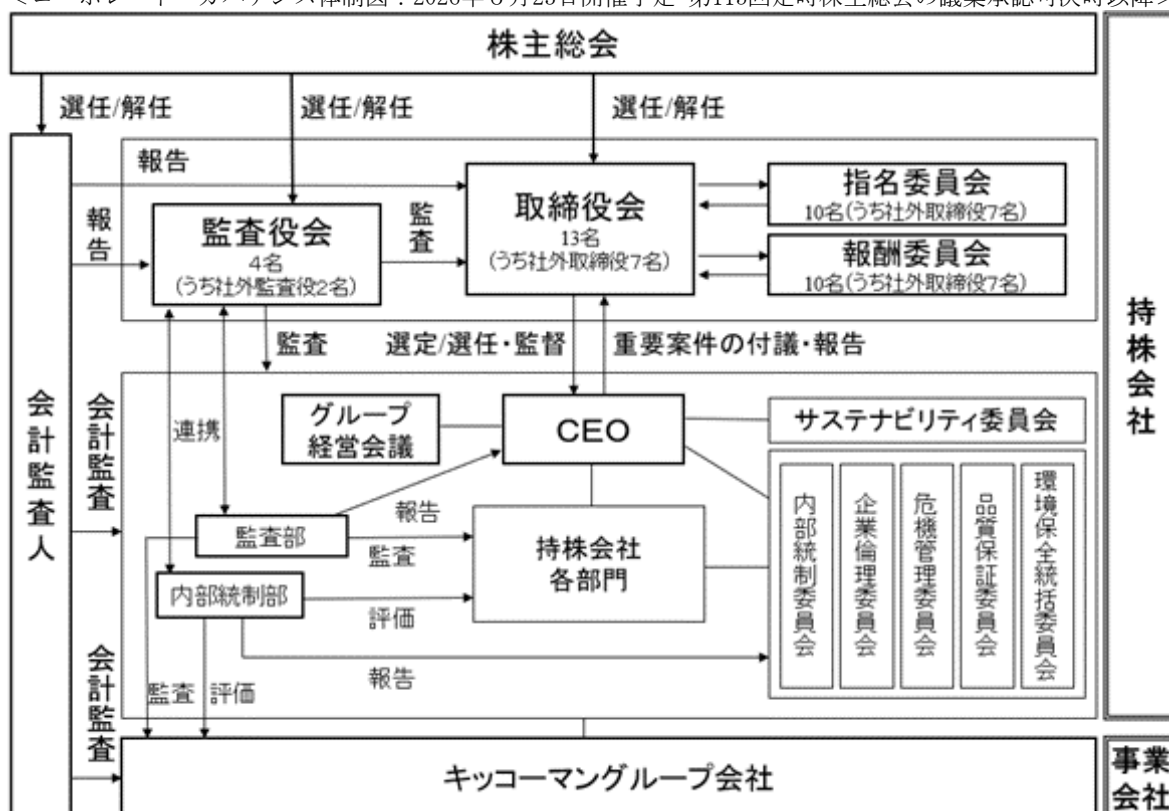 株主総会
選任/解任
選任/解任
選任/解任
報告
報告
監査役会
4名
(うち社外監査役2名)
監査
取締役会
13名
(うち社外取締役7名)
指名委員会
10名(うち社外取締役7名)
報酬委員会
10名(うち社外取締役7名)
監査
選定/選任・監督
重要案件の付議・報告
持株会社
会計監査人
会計監査
連携
グループ
経営会議
CEO
サステナビリティ委員会
監査部
報告
監査
持株会社
各部門
内部統制委員会
企業倫理委員会
危機管理委員会
品質保証委員会
環境保全統括委員会
内部統制部
評価
報告
会計監査
監査
評価
キッコーマングループ会社
事業
会社